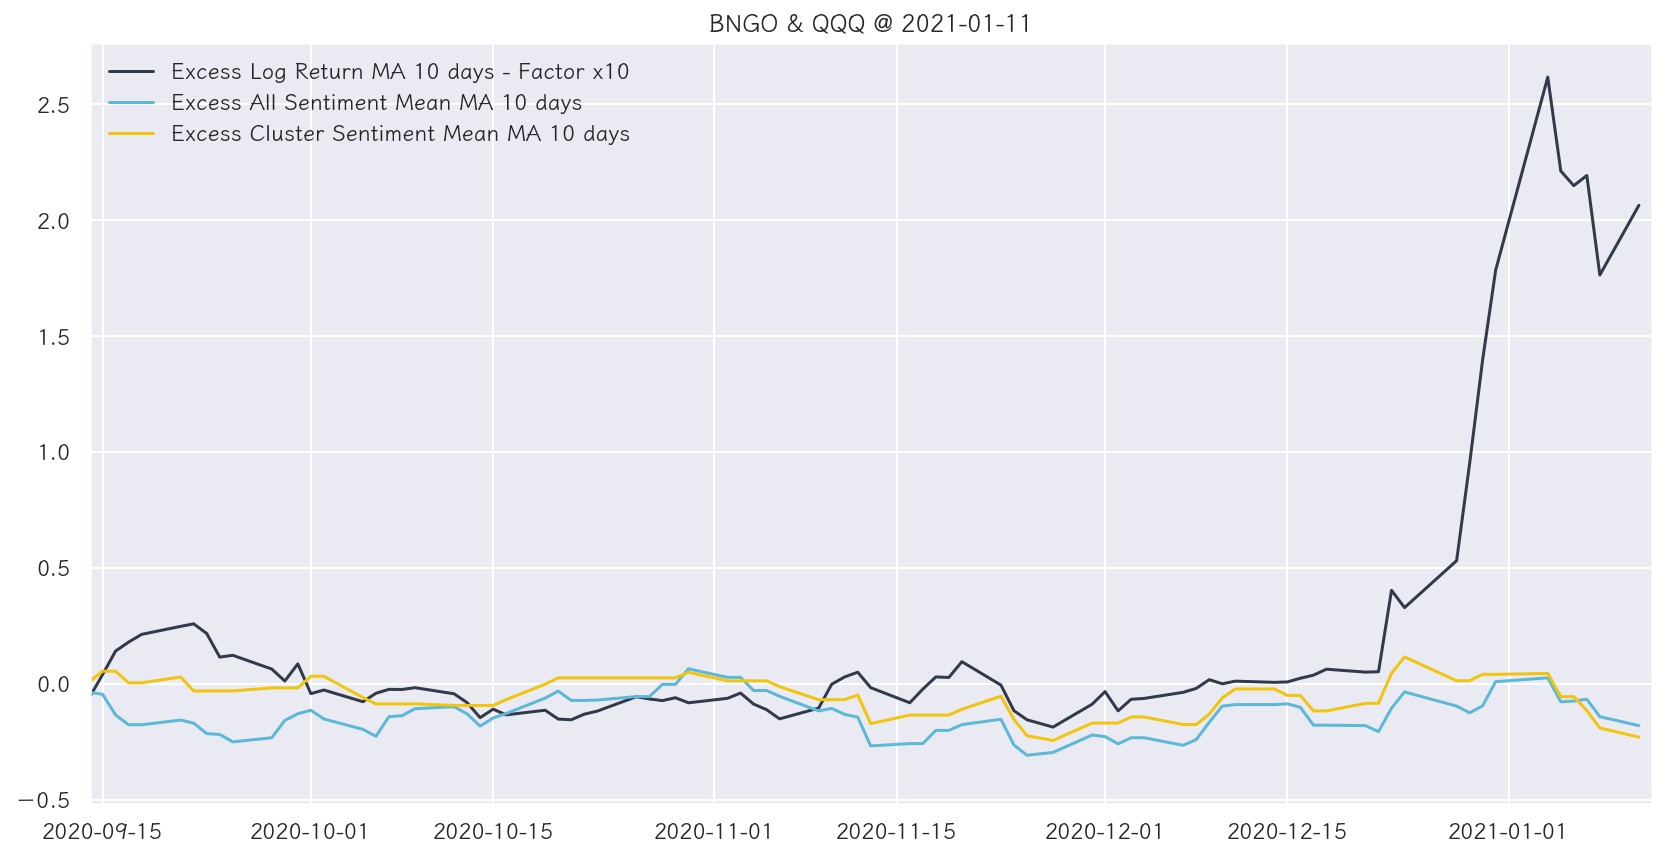 BNGO & QQQ @ 2021-01-11
Excess Log Return MA 10 days - Factor x10
Excess All Sentiment Mean MA 10 days
Excess Cluster Sentiment Mean MA 10 days
2.5
2.0
1.5
1.0
0.5
0.0
−0.5
2020-09-15 2020-10-01 2020-10-15 2020-11-01 2020-11-15 2020-12-01 2020-12-15 2021-01-01